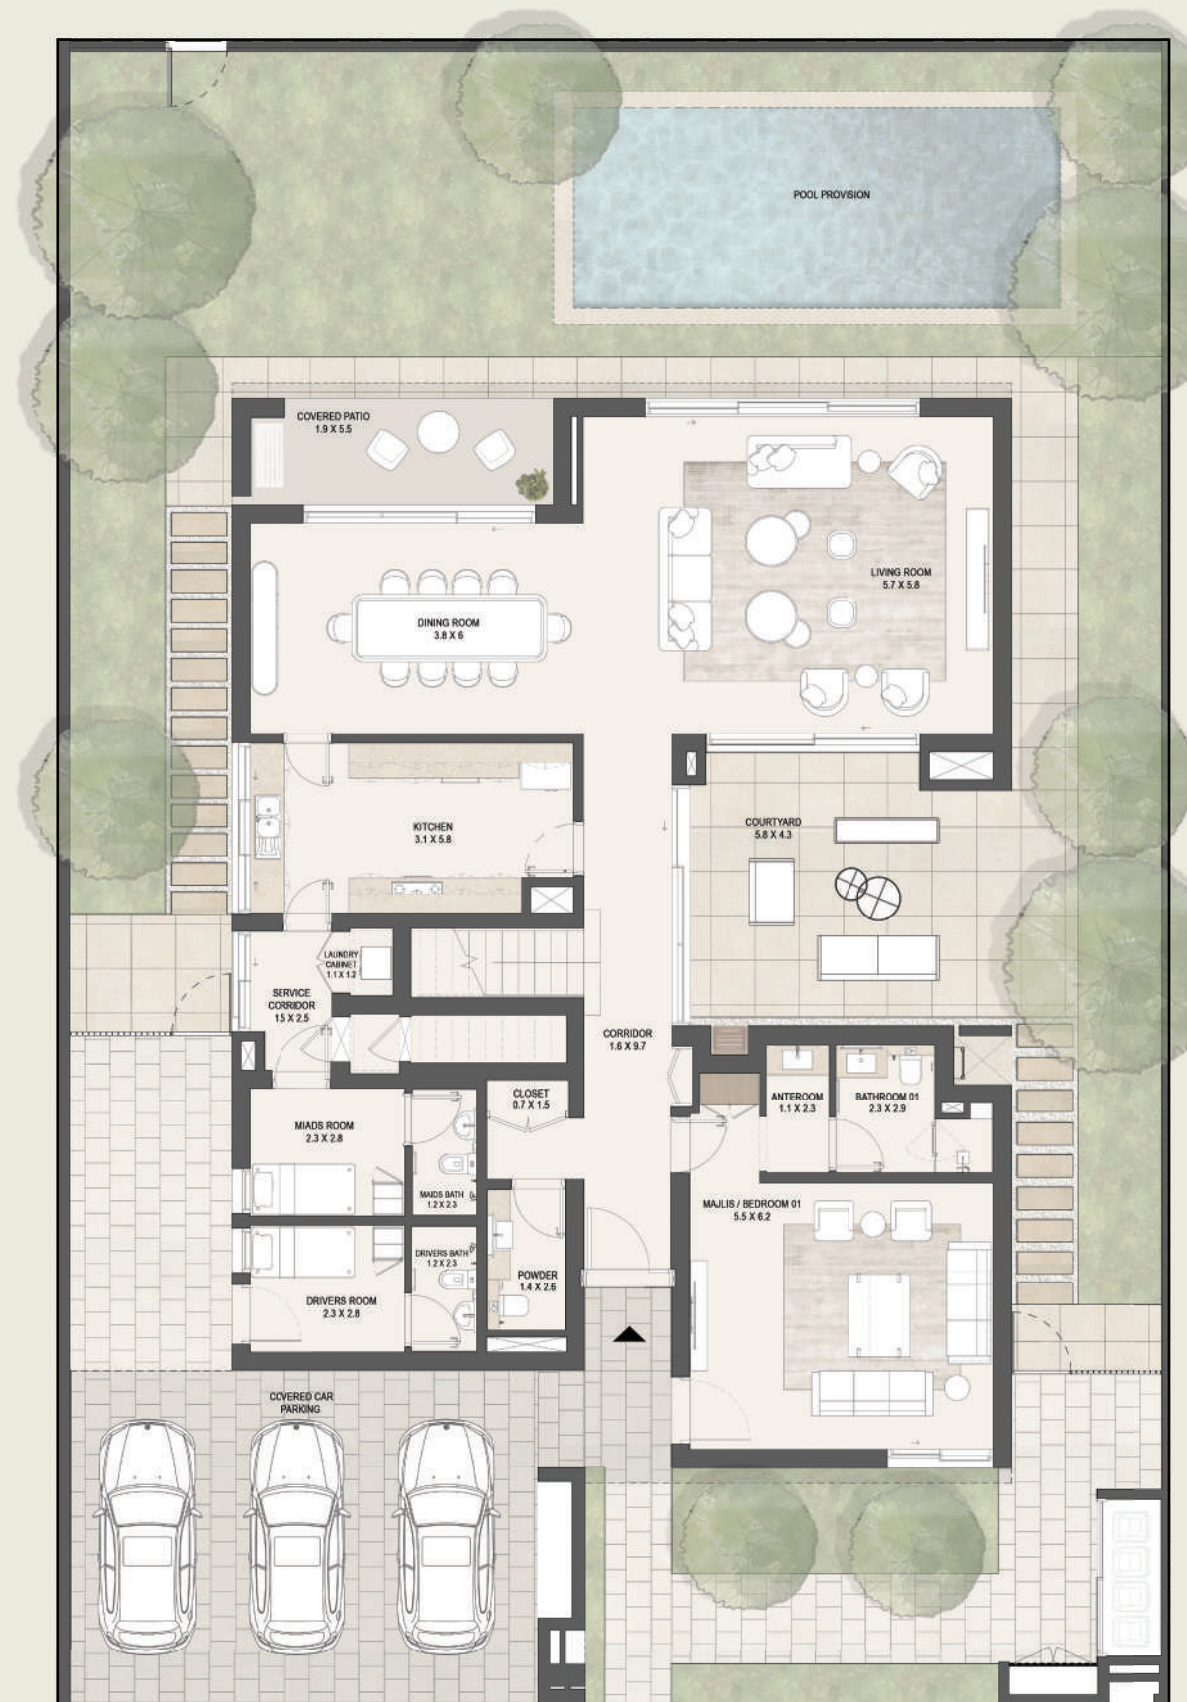 POOL PROVISION
COVERED PATIO
1.9 X 5.5
LIVING ROOM
5.7 X 5.8
DINING ROOM
3.8 X 6
KITCHEN
3.1 X 5.8
COURTYARD
5.8 X 4.3
LAUNDRY
CABINET
1.1 X 1.2
SERVICE
CORRIDOR
15 X 2.5
CORRIDOR
1.6 X 9.7
CLOSET
0.7 X 1.5
ANTEROOM
1.1 X 2.3
BATHROOM 01
2.3 X 2.9
MIADS ROOM
2.3 X 2.8
MAIDS BATH
1.2 X 2.3
MAJLIS / BEDROOM 01
5.5 X 6.2
DRIVERS BATH
1.2 X 2.3
POWDER
1.4 X 2.6
DRIVERS ROOM
2.3 X 2.8
COVERED CAR
PARKING